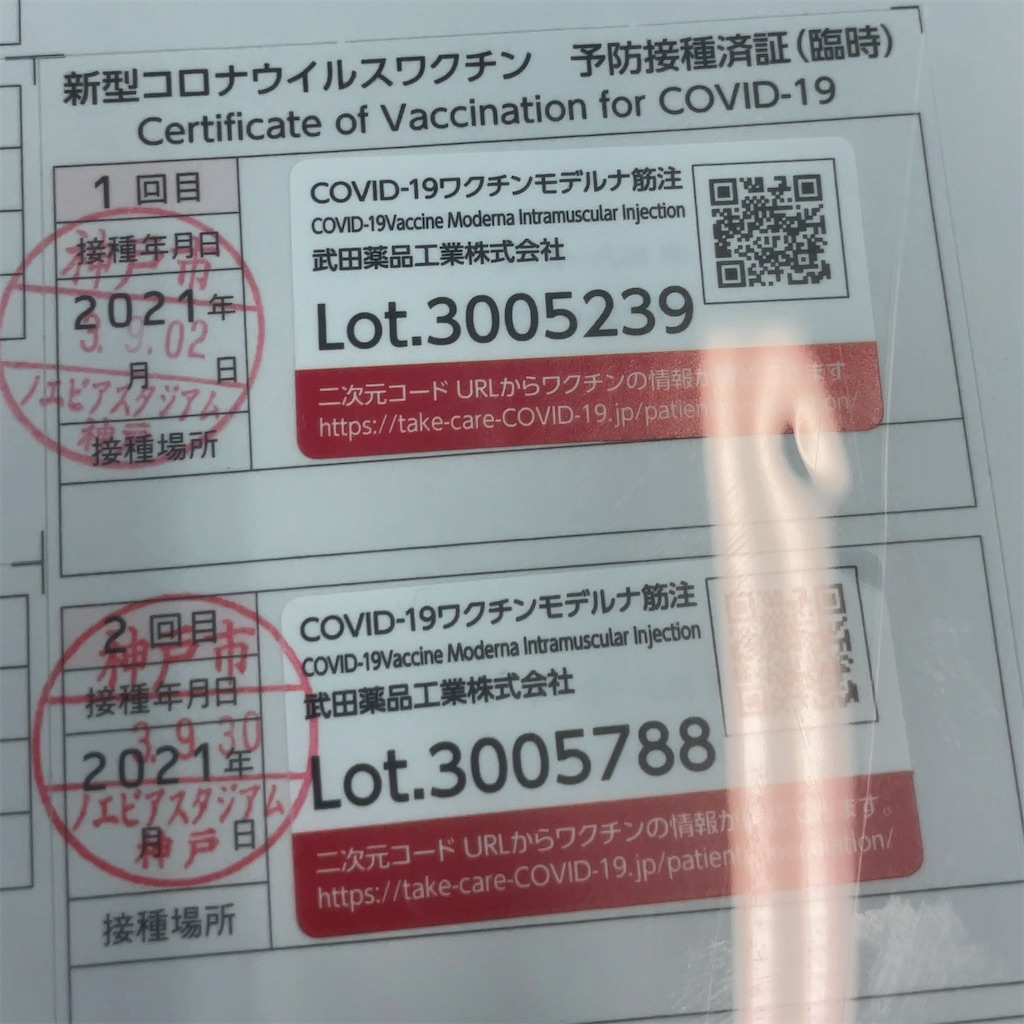 新型コロナウイルスワクチン 予防接種済証(臨時)
Certificate of Vaccination for COVID-19
1回目
接種年月日
2021年
月 日
接種場所
神戸市
3.9.02
ノエビアスタジアム
神戸
COVID-19ワクチンモデルナ筋注
COVID-19Vaccine Moderna Intramuscular Injection
武田薬品工業株式会社
Lot.3005239
二次元コード URLからワクチンの情報が ます
https://take-care-COVID-19.jp/patien
2回目
接種年月日
2021年
月 日
接種場所
神戸市
3.9.30
ノエビアスタジアム
神戸
COVID-19ワクチンモデルナ筋注
COVID-19Vaccine Moderna Intramuscular Injection
武田薬品工業株式会社
Lot.3005788
二次元コード URLからワクチンの情報が ます。
https://take-care-COVID-19.jp/patien